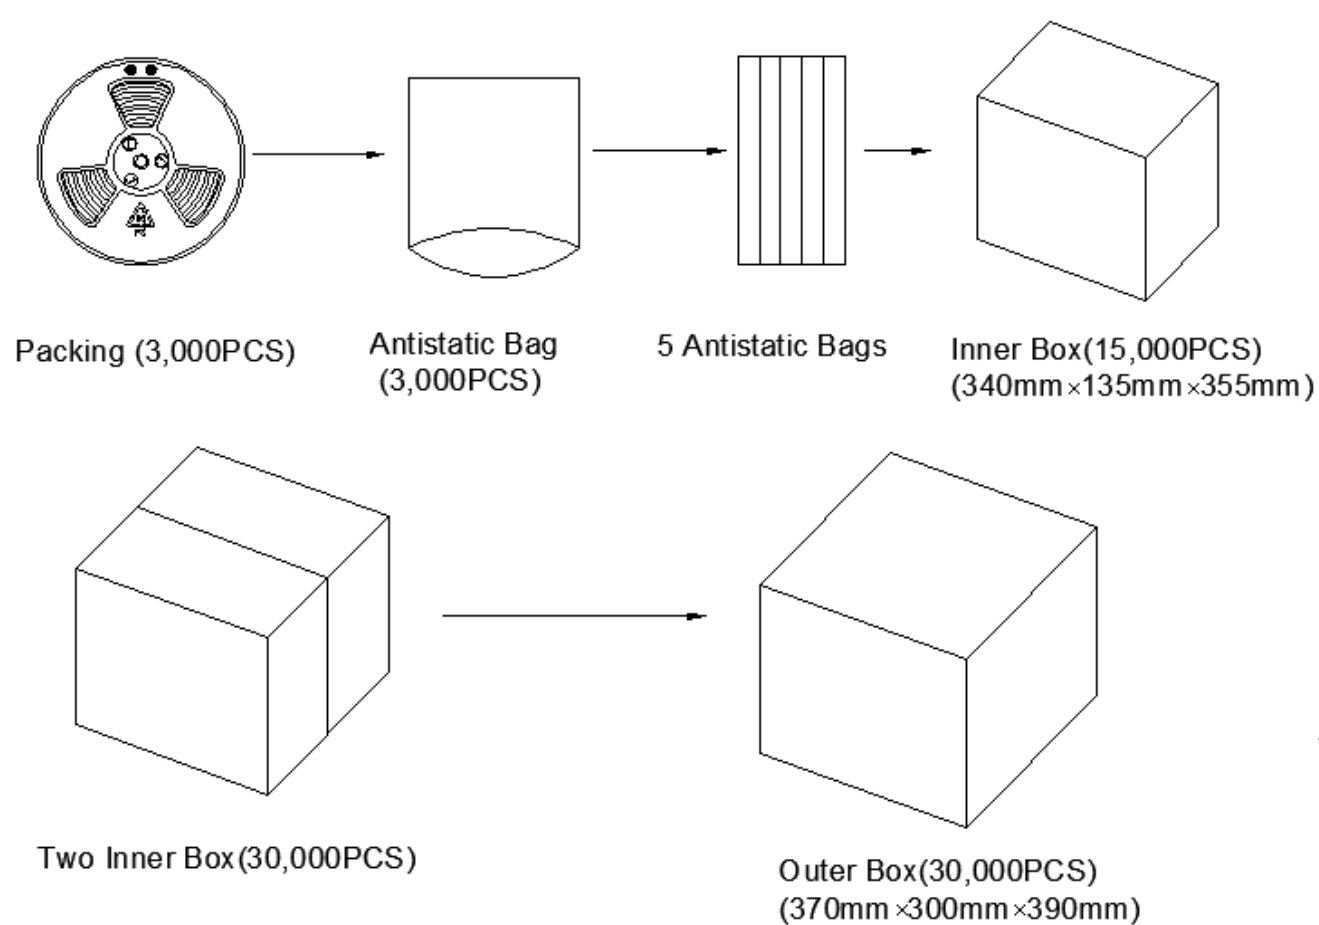 Packing (3,000PCS)
Antistatic Bag
(3,000PCS)
5 Antistatic Bags
Inner Box(15,000PCS)
(340mm×135mm×355mm)
Two Inner Box(30,000PCS)
Outer Box(30,000PCS)
(370mm×300mm×390mm)